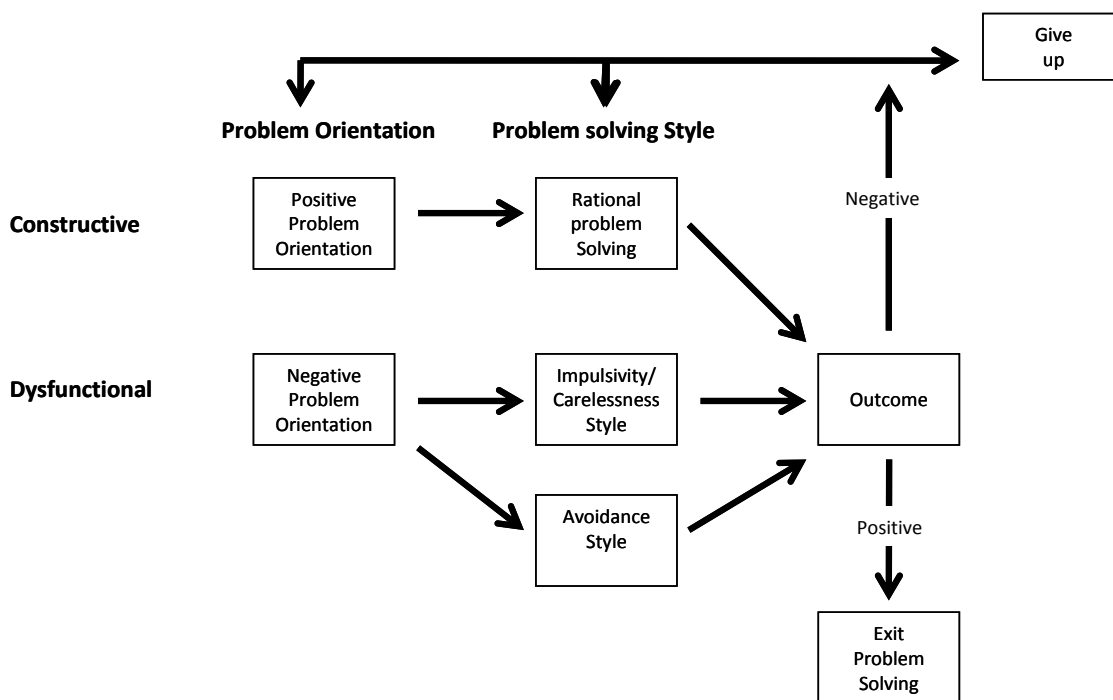 Give
up
Problem Orientation
Problem solving Style
Constructive
Positive
Problem
Orientation
Rational
problem
Solving
Negative
Dysfunctional
Negative
Problem
Orientation
Impulsivity/
Carelessness
Style
Outcome
Avoidance
Style
Positive
Exit
Problem
Solving